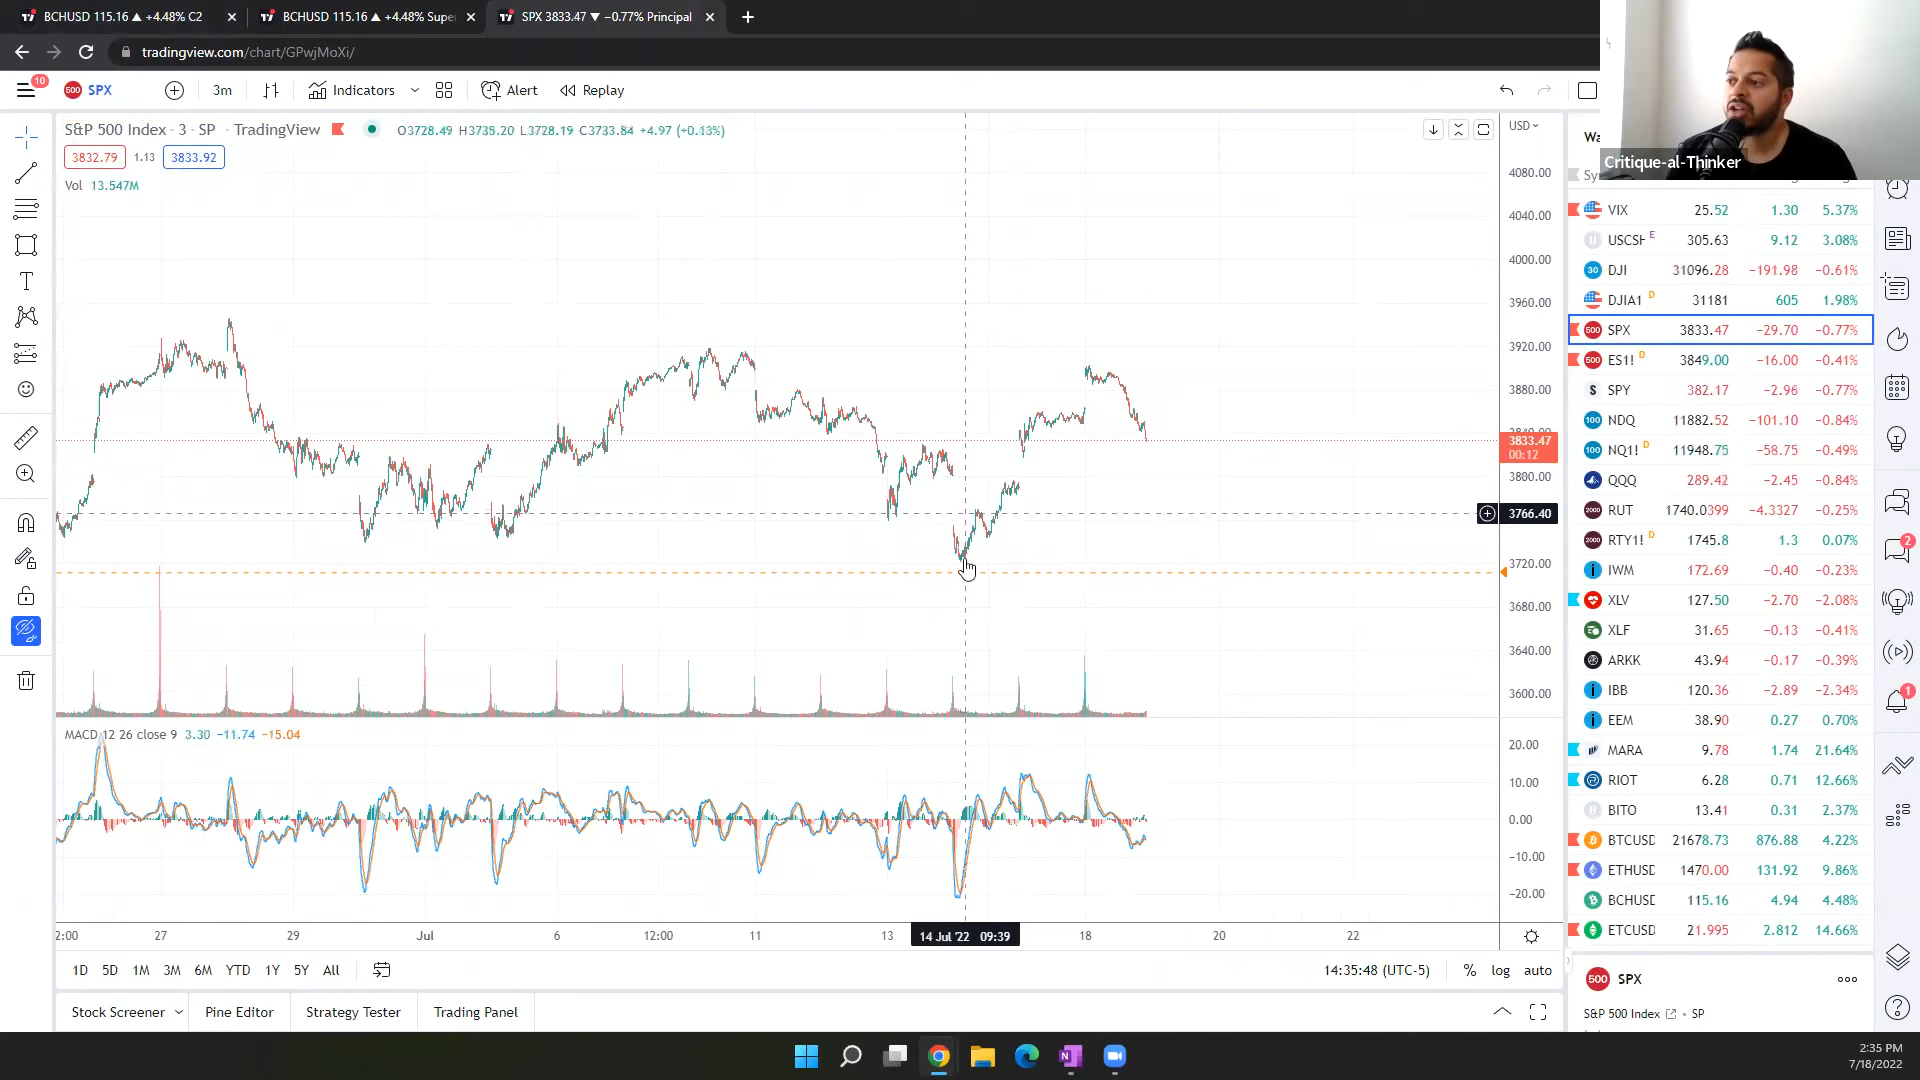 BCHUSD 115.16 ▲ +4.48% C2
BCHUSD 115.16 ▲ +4.48% Supe
SPX 3833.47 ▼ −0.77% Principal
tradingview.com/chart/GPwjMoXi/
10
500 SPX
3m
Indicators
Alert
Replay
S&P 500 Index · 3 · SP · TradingView
O3728.49 H3735.20 L3728.19 C3733.84 +4.97 (+0.13%)
3832.79
1.13
3833.92
Vol 13.547M
USD
4080.00
4040.00
4000.00
3960.00
3920.00
3880.00
3833.47
00:12
3800.00
3766.40
3720.00
3680.00
3640.00
3600.00
MACD 12 26 close 9 3.30 −11.74 −15.04
20.00
10.00
0.00
−10.00
−20.00
2:00
27
29
Jul
6
12:00
11
13
14 Jul '22 09:39
18
20
22
1D
5D
1M
3M
6M
YTD
1Y
5Y
All
14:35:48 (UTC-5)
%
log
auto
Stock Screener
Pine Editor
Strategy Tester
Trading Panel
Wa
Critique-al-Thinker
Sy
VIX 25.52 1.30 5.37%
USCSH E 305.63 9.12 3.08%
30 DJI 31096.28 −191.98 −0.61%
DJIA1 D 31181 605 1.98%
500 SPX 3833.47 −29.70 −0.77%
500 ES1! D 3849.00 −16.00 −0.41%
S SPY 382.17 −2.96 −0.77%
100 NDQ 11882.52 −101.10 −0.84%
100 NQ1! D 11948.75 −58.75 −0.49%
QQQ 289.42 −2.45 −0.84%
2000 RUT 1740.0399 −4.3327 −0.25%
2000 RTY1! D 1745.8 1.3 0.07%
IWM 172.69 −0.40 −0.23%
XLV 127.50 −2.70 −2.08%
XLF 31.65 −0.13 −0.41%
ARKK 43.94 −0.17 −0.39%
IBB 120.36 −2.89 −2.34%
EEM 38.90 0.27 0.70%
MARA 9.78 1.74 21.64%
RIOT 6.28 0.71 12.66%
BITO 13.41 0.31 2.37%
BTCUSD 21678.73 876.88 4.22%
ETHUSD 1470.00 131.92 9.86%
BCHUSD 115.16 4.94 4.48%
ETCUSD 21.995 2.812 14.66%
500 SPX
S&P 500 Index · SP
2
1
2:35 PM
7/18/2022